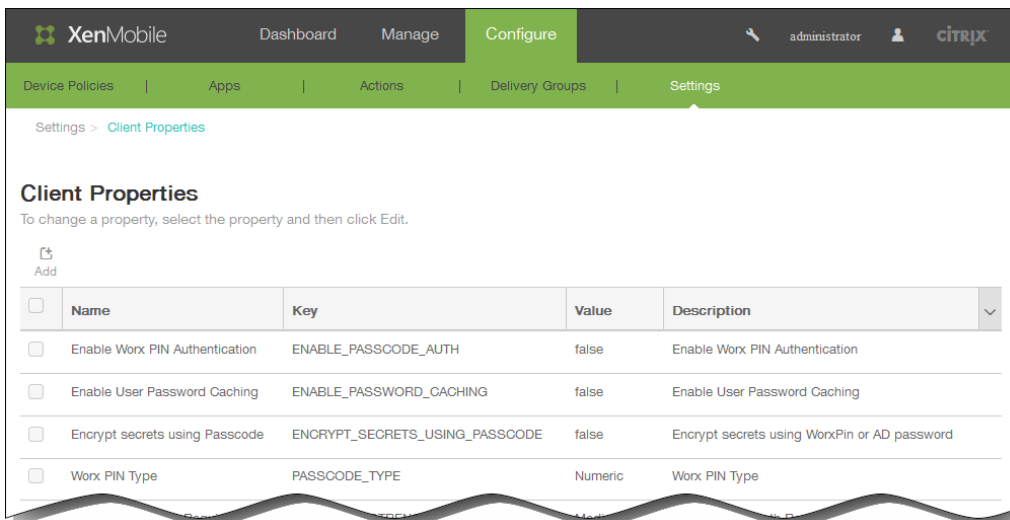 XenMobile Dashboard Manage Configure administrator CİTRIX
Device Policies | Apps | Actions | Delivery Groups | Settings
Settings > Client Properties
Client Properties
To change a property, select the property and then click Edit.
Add
Name Key Value Description
Enable Worx PIN Authentication ENABLE_PASSCODE_AUTH false Enable Worx PIN Authentication
Enable User Password Caching ENABLE_PASSWORD_CACHING false Enable User Password Caching
Encrypt secrets using Passcode ENCRYPT_SECRETS_USING_PASSCODE false Encrypt secrets using WorxPin or AD password
Worx PIN Type PASSCODE_TYPE Numeric Worx PIN Type